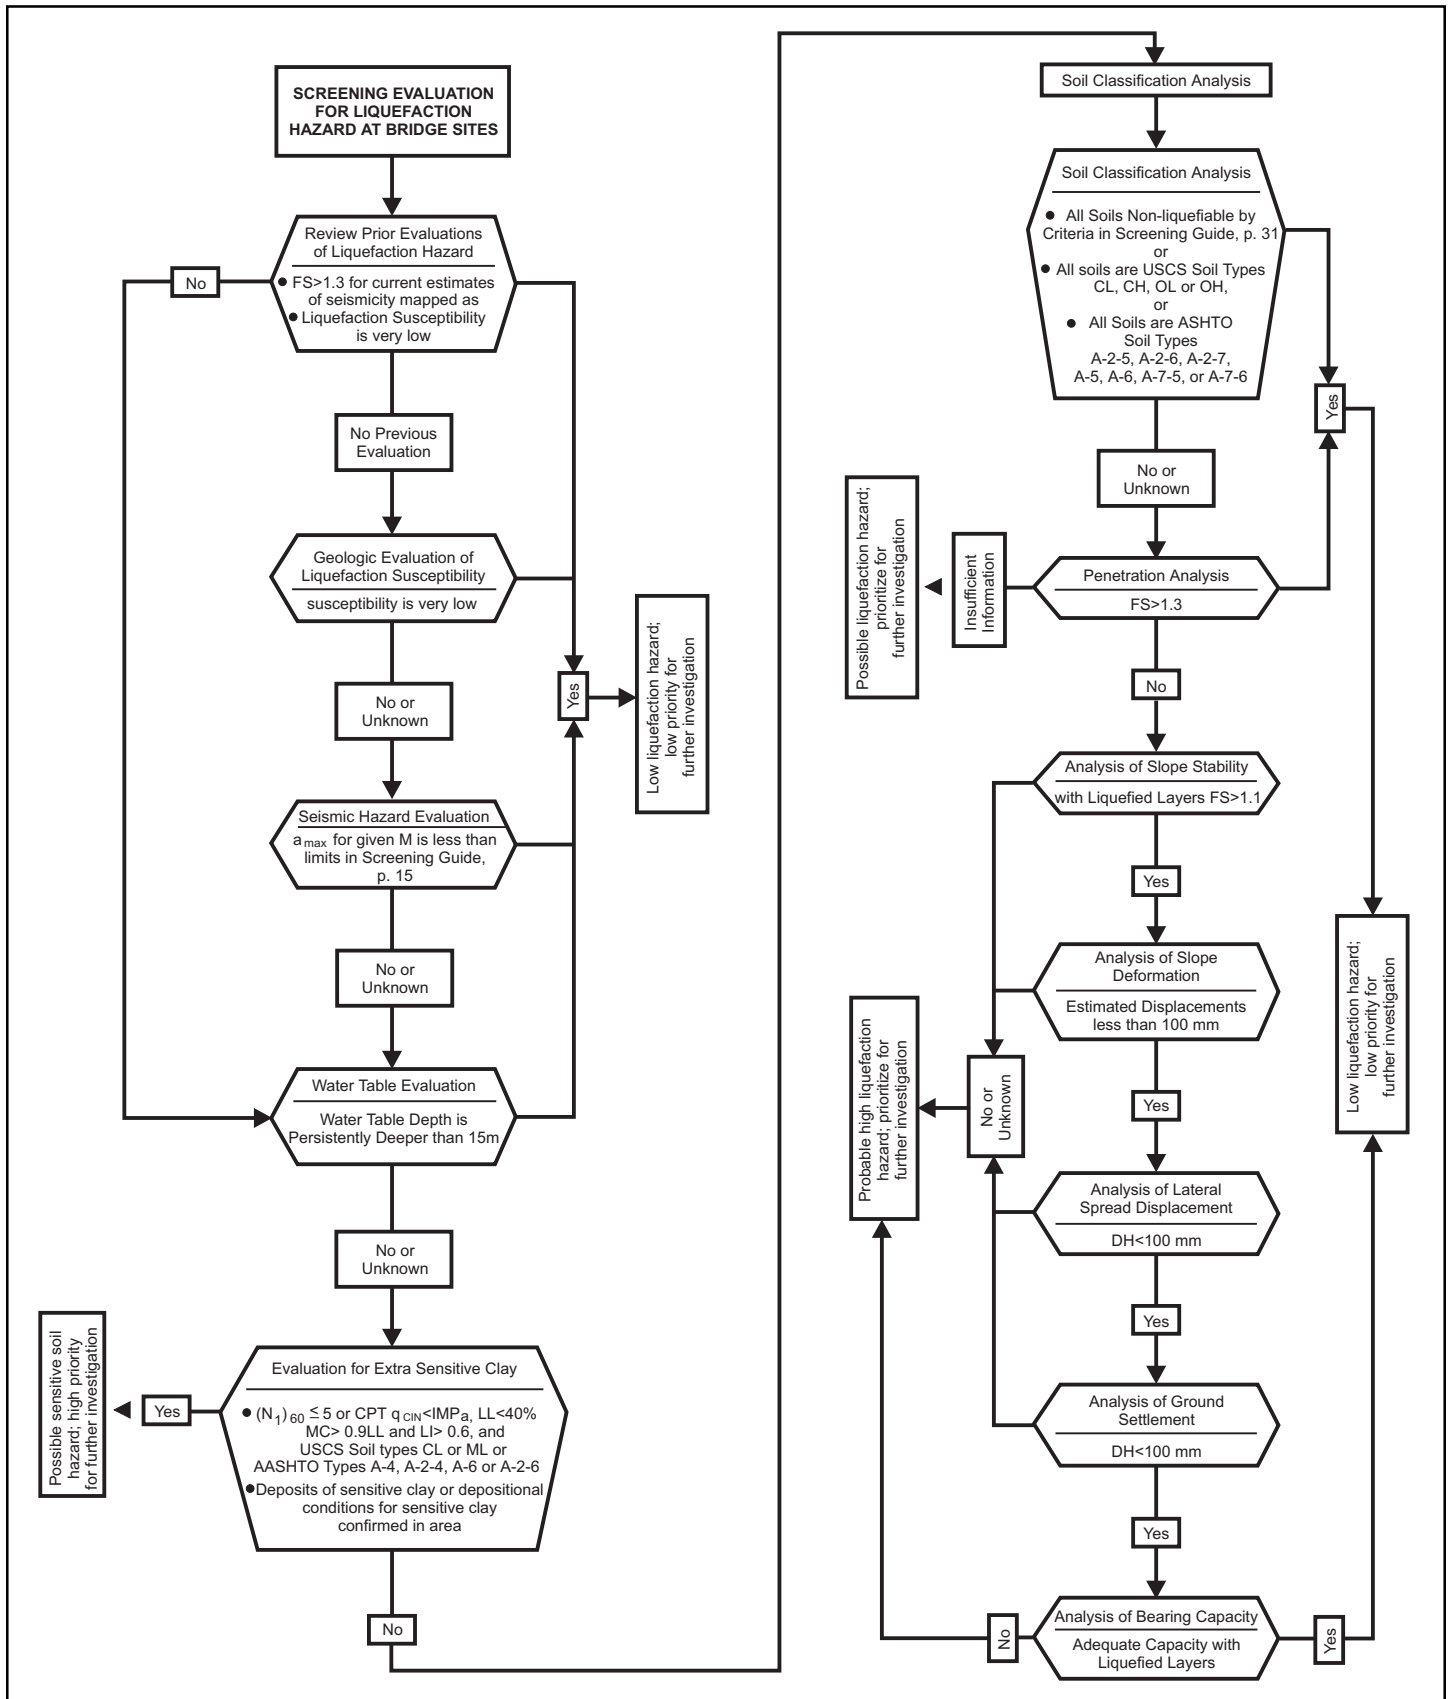 SCREENING EVALUATION
FOR LIQUEFACTION
HAZARD AT BRIDGE SITES
Review Prior Evaluations
of Liquefaction Hazard
● FS>1.3 for current estimates
of seismicity mapped as
● Liquefaction Susceptibility
is very low
No
No Previous
Evaluation
Geologic Evaluation of
Liquefaction Susceptibility
susceptibility is very low
No or
Unknown
Yes
Low liquefaction hazard;
low priority for
further investigation
Seismic Hazard Evaluation
a max for given M is less than
limits in Screening Guide,
p. 15
No or
Unknown
Water Table Evaluation
Water Table Depth is
Persistently Deeper than 15m
No or
Unknown
Evaluation for Extra Sensitive Clay
● (N1)60 ≤ 5 or CPT q CIN<IMPa, LL<40%
MC> 0.9LL and LI> 0.6, and
USCS Soil types CL or ML or
AASHTO Types A-4, A-2-4, A-6 or A-2-6
● Deposits of sensitive clay or depositional
conditions for sensitive clay
confirmed in area
Yes
Possible sensitive soil
hazard; high priority
for further investigation
No
Soil Classification Analysis
Soil Classification Analysis
● All Soils Non-liquefiable by
Criteria in Screening Guide, p. 31
or
● All soils are USCS Soil Types
CL, CH, OL or OH,
or
● All Soils are ASHTO
Soil Types
A-2-5, A-2-6, A-2-7,
A-5, A-6, A-7-5, or A-7-6
Yes
No or
Unknown
Penetration Analysis
FS>1.3
Insufficient
Information
Possible liquefaction hazard;
prioritize for
further investigation
No
Analysis of Slope Stability
with Liquefied Layers FS>1.1
Yes
Analysis of Slope
Deformation
Estimated Displacements
less than 100 mm
No or
Unknown
Probable high liquefaction
hazard; prioritize for
further investigation
Low liquefaction hazard;
low priority for
further investigation
Yes
Analysis of Lateral
Spread Displacement
DH<100 mm
Yes
Analysis of Ground
Settlement
DH<100 mm
Yes
Analysis of Bearing Capacity
Adequate Capacity with
Liquefied Layers
No
Yes